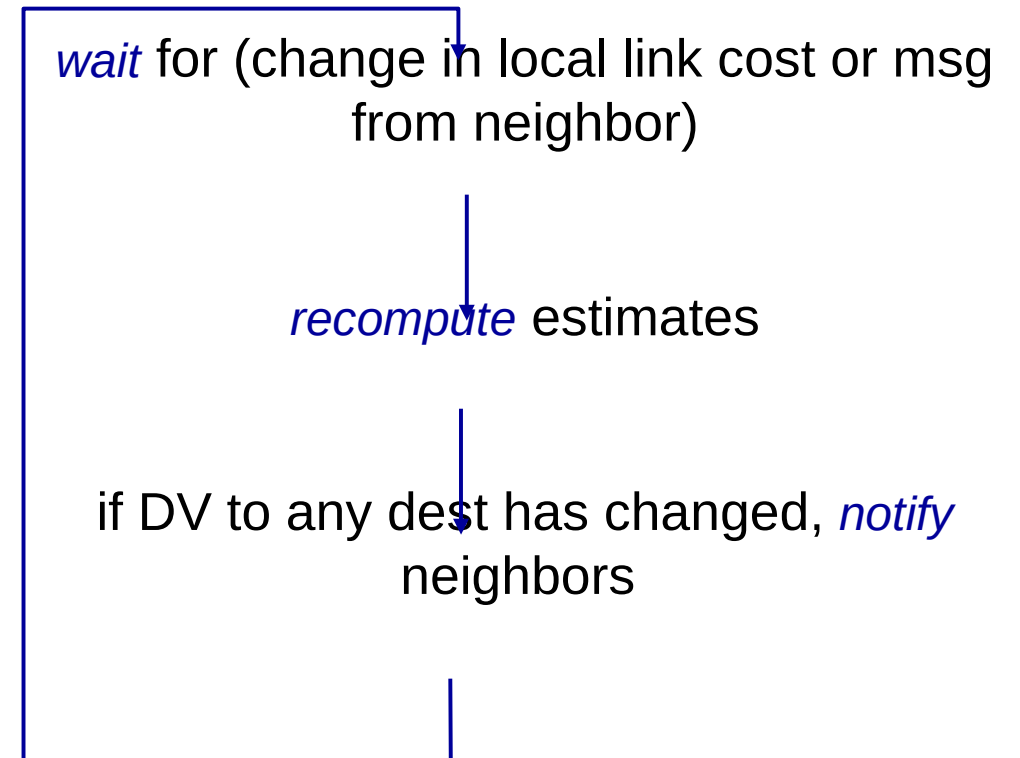 wait for (change in local link cost or msg
from neighbor)
recompute estimates
if DV to any dest has changed, notify
neighbors